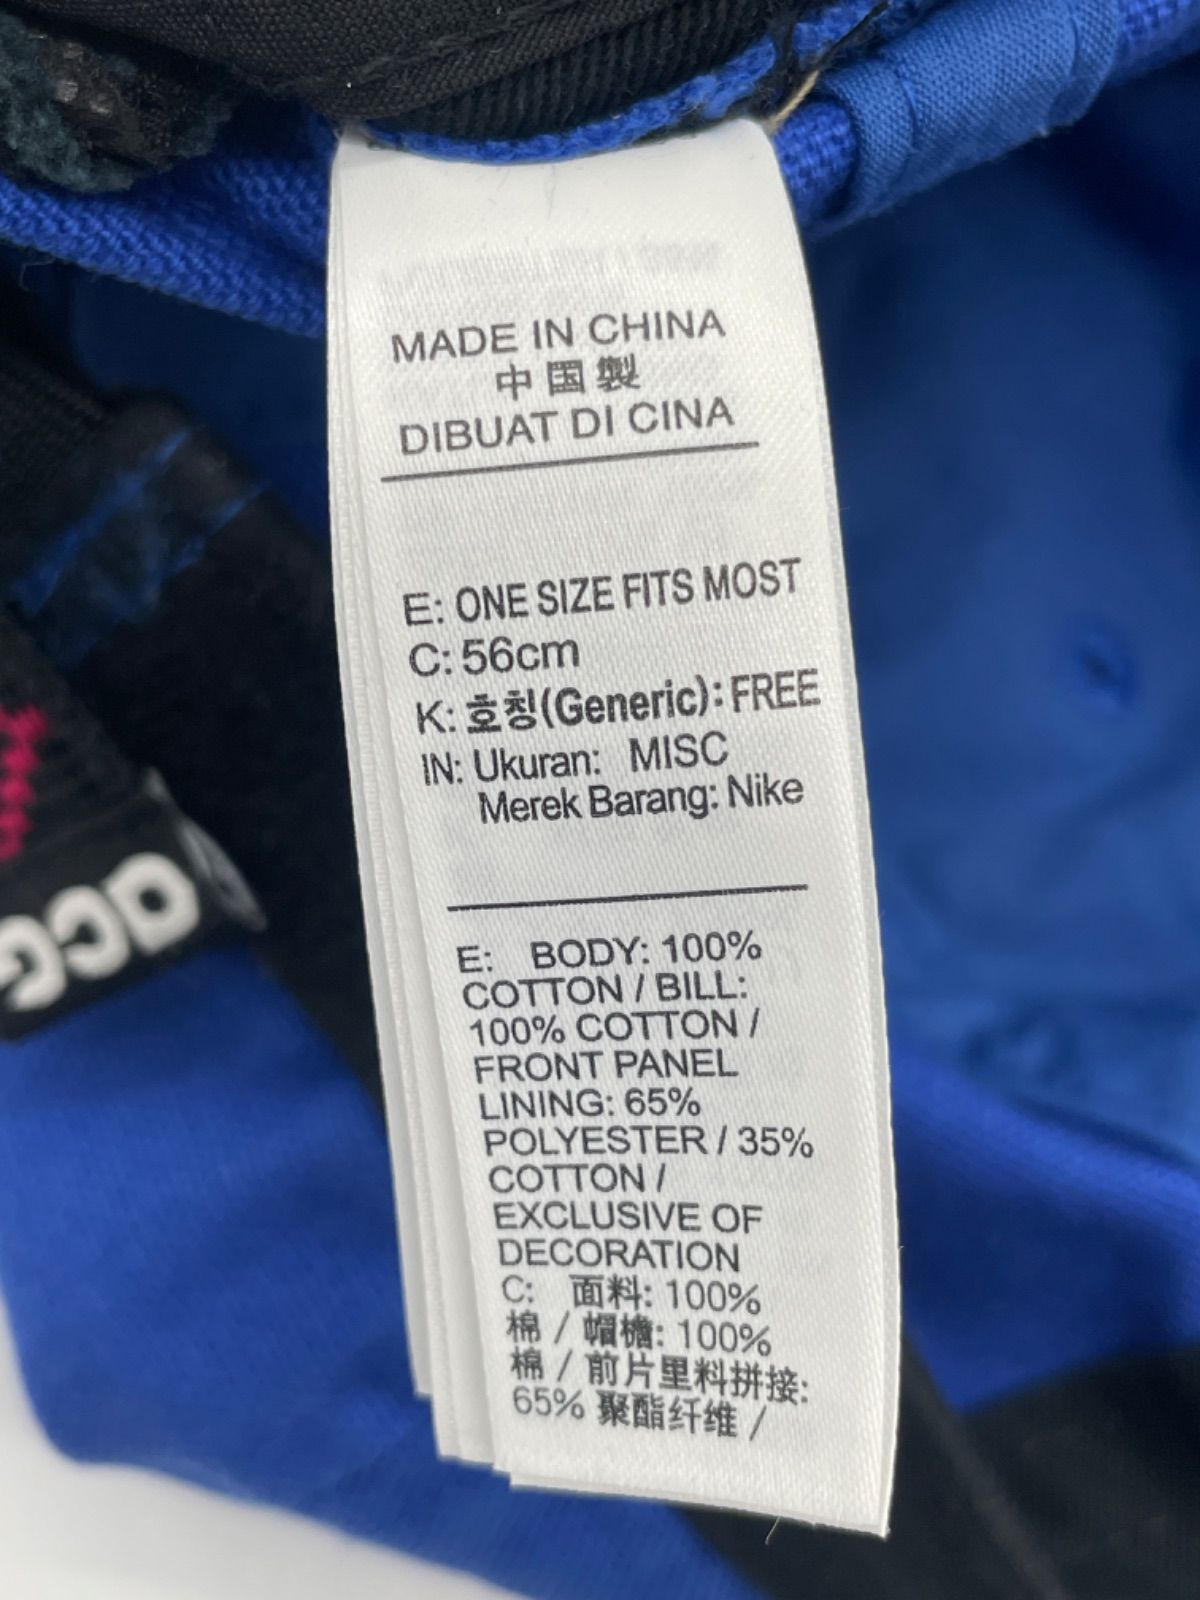 MADE IN CHINA
中国製
DIBUAT DI CINA
E: ONE SIZE FITS MOST
C: 56cm
K: 호칭(Generic): FREE
IN: Ukuran: MISC
Merek Barang: Nike
E: BODY: 100%
COTTON / BILL:
100% COTTON /
FRONT PANEL
LINING: 65%
POLYESTER / 35%
COTTON /
EXCLUSIVE OF
DECORATION
C: 面料: 100%
棉 / 帽檐: 100%
棉 / 前片里料拼接:
65% 聚酯纤维 /
acg